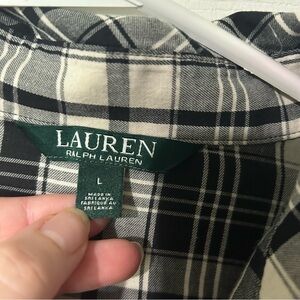 LAUREN
RALPH LAUREN
L
MADE IN
SRI LANKA
FABRIQUÉ AU
SRI LANKA